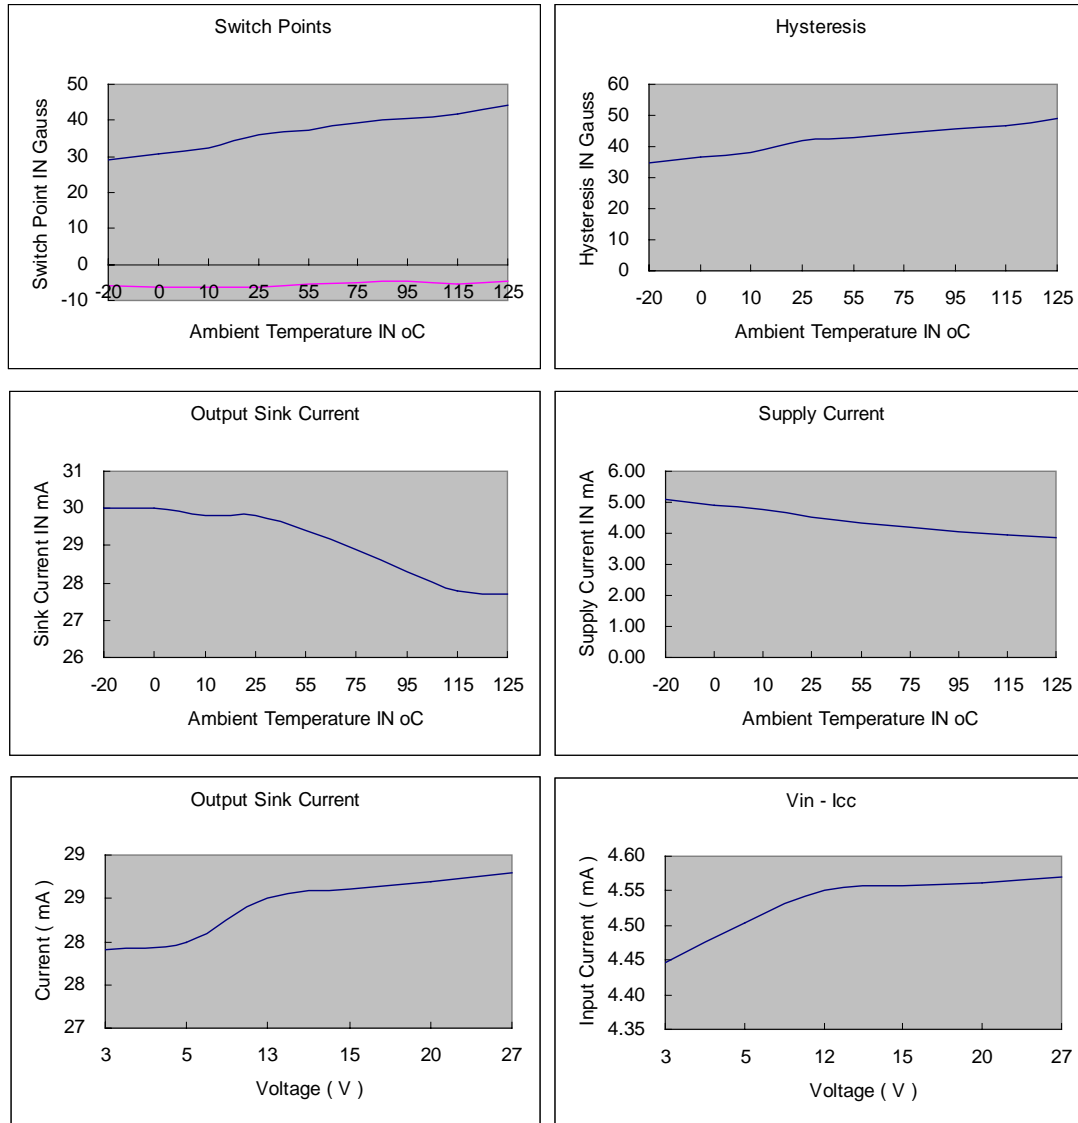 Switch Points
50
40
30
20
10
0
-10
Switch Point IN Gauss
-20 0 10 25 55 75 95 115 125
Ambient Temperature IN oC
Hysteresis
60
50
40
30
20
10
0
Hysteresis IN Gauss
-20 0 10 25 55 75 95 115 125
Ambient Temperature IN oC
Output Sink Current
31
30
29
28
27
26
Sink Current IN mA
-20 0 10 25 55 75 95 115 125
Ambient Temperature IN oC
Supply Current
6.00
5.00
4.00
3.00
2.00
1.00
0.00
Supply Current IN mA
-20 0 10 25 55 75 95 115 125
Ambient Temperature IN oC
Output Sink Current
29
29
28
28
27
Current ( mA )
3 5 13 15 20 27
Voltage ( V )
Vin - Icc
4.60
4.55
4.50
4.45
4.40
4.35
Input Current ( mA )
3 5 12 15 20 27
Voltage ( V )